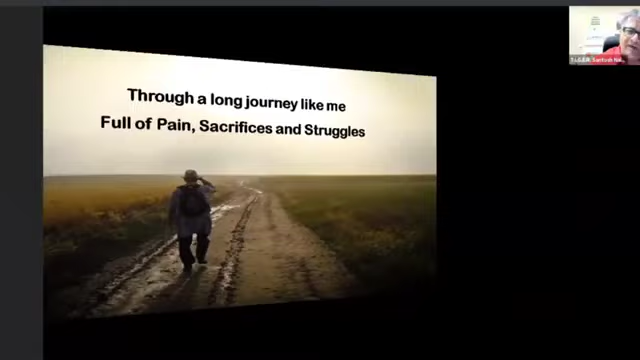 Through a long journey like me
Full of Pain, Sacrifices and Struggles